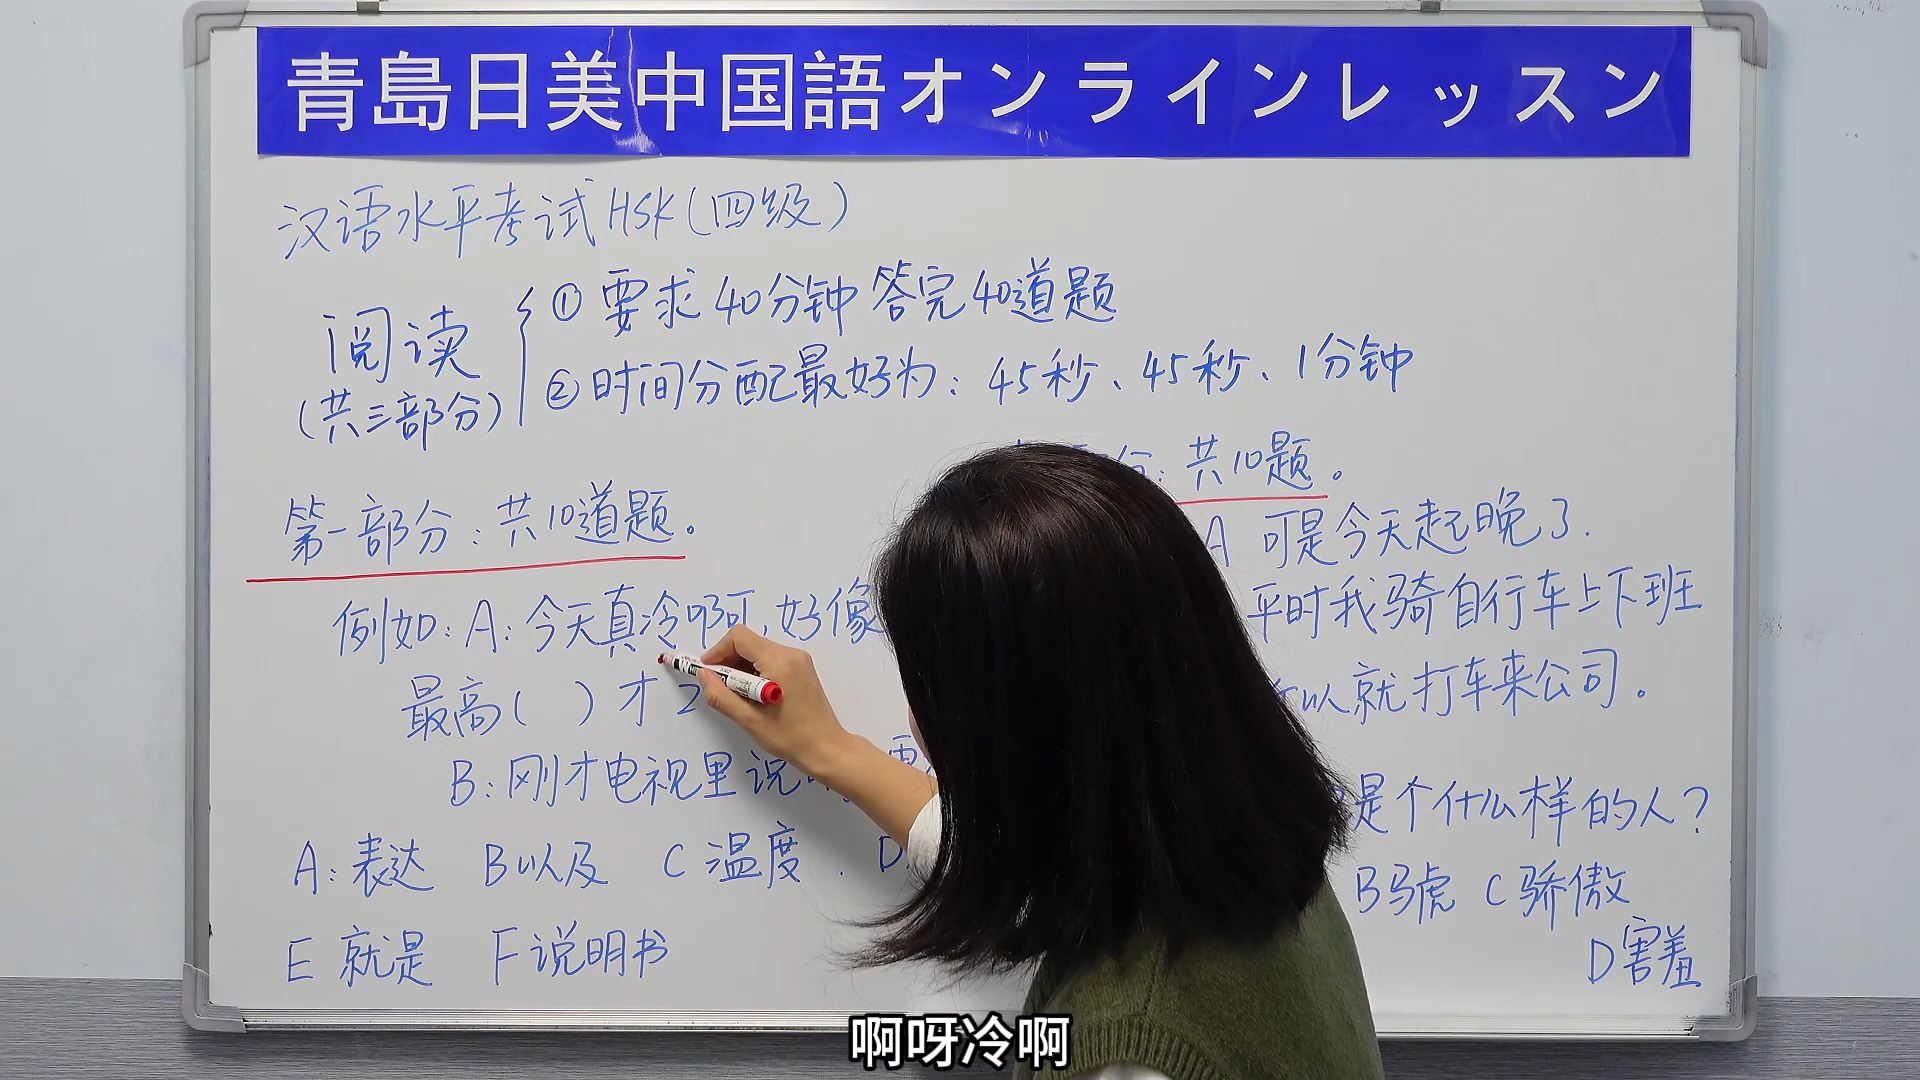 青島日美中国語オンラインレッスン
汉语水平考试HSK(四级)
阅读
(共三部分)
① 要求40分钟答完40道题
② 时间分配最好为: 45秒、45秒、1分钟
第一部分: 共10道题。
例如: A: 今天真冷啊, 好像
最高( )才2
B: 刚才电视里说
A: 表达 B 以及 C 温度. D
E 就是 F 说明书
分: 共10题。
A 可是今天起晚了.
平时我骑自行车上下班
以就打车来公司。
是个什么样的人?
B 马虎 C 骄傲
D 害羞
啊呀冷啊